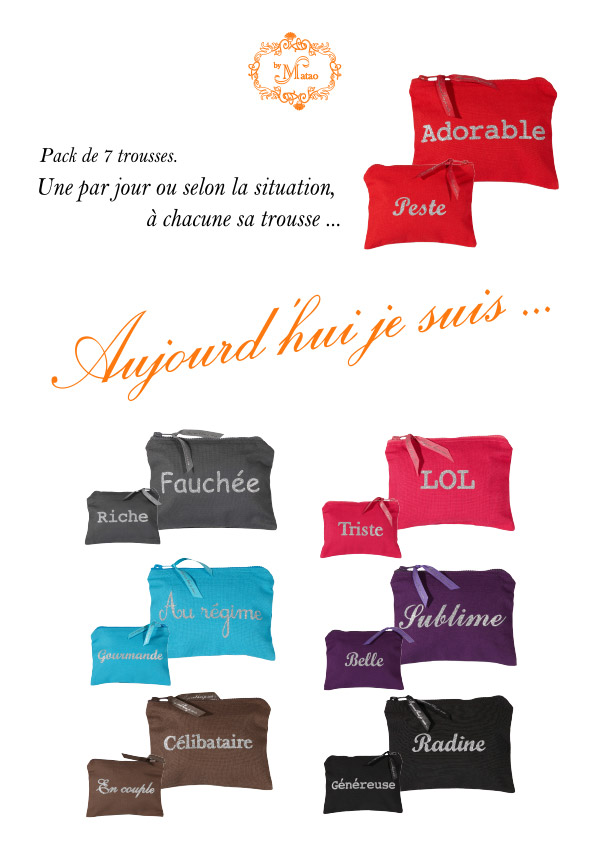 by
Matao
Adorable
Peste
Pack de 7 trousses.
Une par jour ou selon la situation,
à chacune sa trousse ...
Aujourd'hui je suis ...
Fauchée
Riche
LOL
Triste
Au régime
Gourmande
Sublime
Belle
Célibataire
En couple
Radine
Généreuse